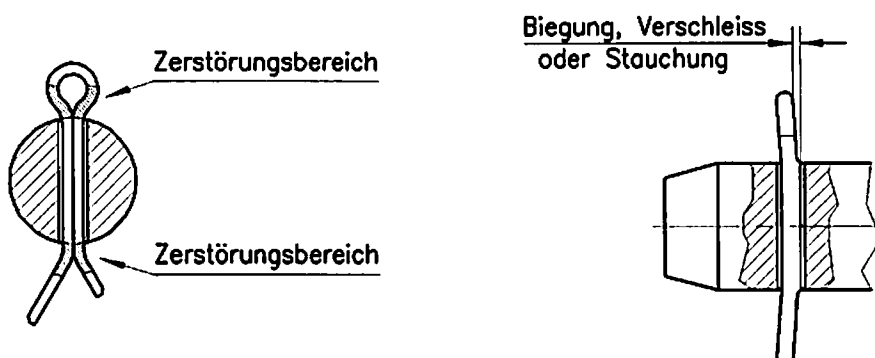 Zerstörungsbereich
Zerstörungsbereich
Biegung, Verschleiss
oder Stauchung